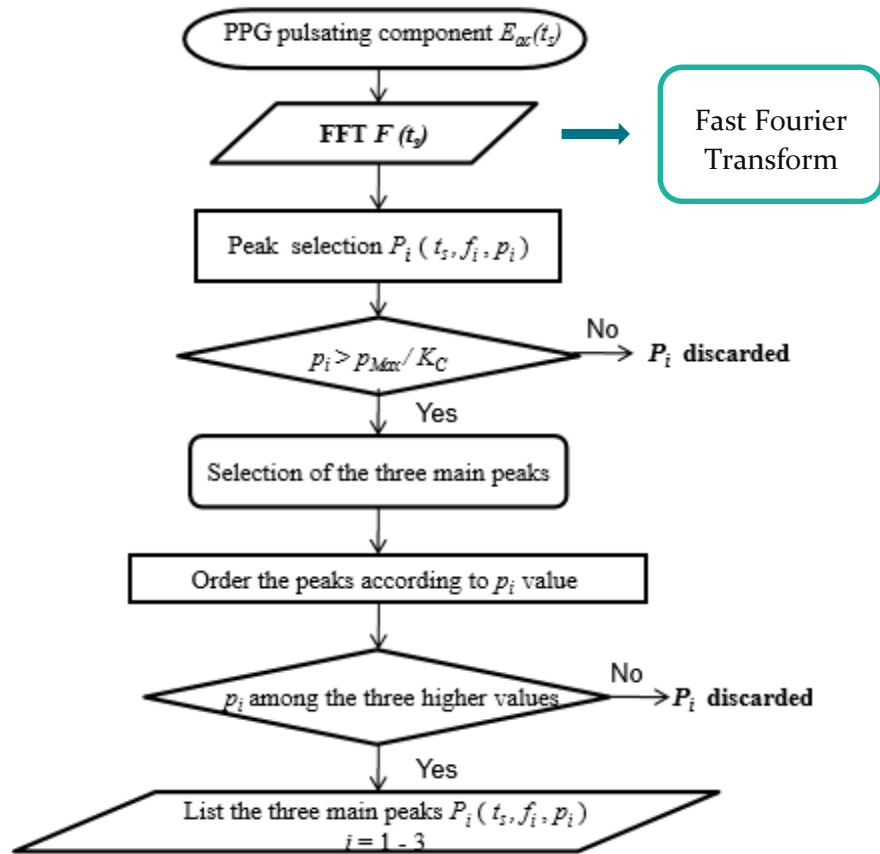 PPG pulsating component E_ac(t_s)
FFT F (t_s)
Fast Fourier
Transform
Peak selection P_i ( t_s , f_i , p_i )
No
p_i > p_Max / K_C
P_i discarded
Yes
Selection of the three main peaks
Order the peaks according to p_i value
No
p_i among the three higher values
P_i discarded
Yes
List the three main peaks P_i ( t_s , f_i , p_i )
i = 1 - 3